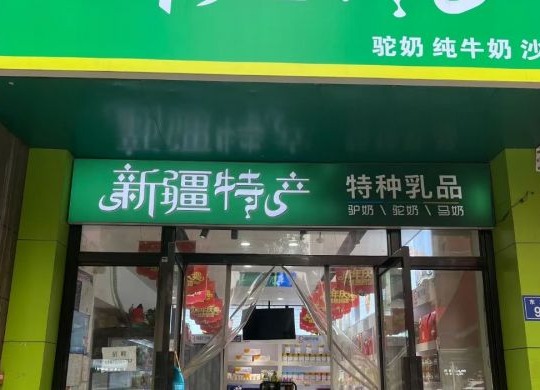 驼奶 纯牛奶 沙
新疆特产
特种乳品
驴奶\驼奶\马奶